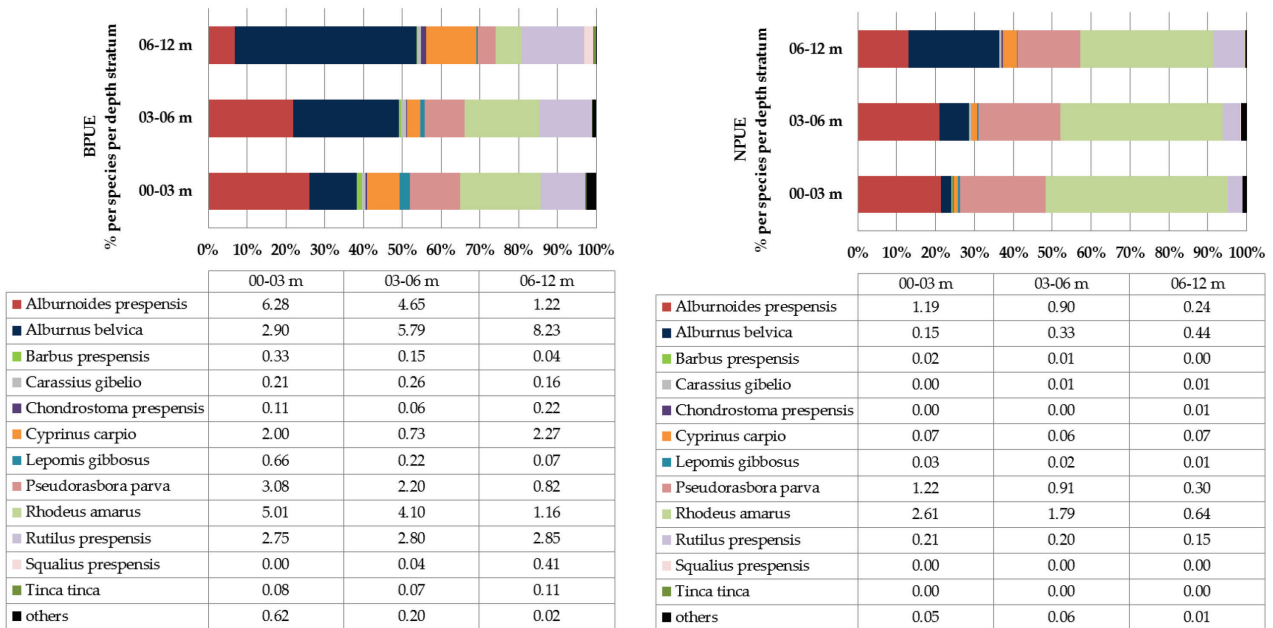 BPUE
% per species per depth stratum
06-12 m
03-06 m
00-03 m
0% 10% 20% 30% 40% 50% 60% 70% 80% 90% 100%
00-03 m 03-06 m 06-12 m
Alburnoides prespensis 6.28 4.65 1.22
Alburnus belvica 2.90 5.79 8.23
Barbus prespensis 0.33 0.15 0.04
Carassius gibelio 0.21 0.26 0.16
Chondrostoma prespensis 0.11 0.06 0.22
Cyprinus carpio 2.00 0.73 2.27
Lepomis gibbosus 0.66 0.22 0.07
Pseudorasbora parva 3.08 2.20 0.82
Rhodeus amarus 5.01 4.10 1.16
Rutilus prespensis 2.75 2.80 2.85
Squalius prespensis 0.00 0.04 0.41
Tinca tinca 0.08 0.07 0.11
others 0.62 0.20 0.02
NPUE
% per species per depth stratum
06-12 m
03-06 m
00-03 m
0% 10% 20% 30% 40% 50% 60% 70% 80% 90% 100%
00-03 m 03-06 m 06-12 m
Alburnoides prespensis 1.19 0.90 0.24
Alburnus belvica 0.15 0.33 0.44
Barbus prespensis 0.02 0.01 0.00
Carassius gibelio 0.00 0.01 0.01
Chondrostoma prespensis 0.00 0.00 0.01
Cyprinus carpio 0.07 0.06 0.07
Lepomis gibbosus 0.03 0.02 0.01
Pseudorasbora parva 1.22 0.91 0.30
Rhodeus amarus 2.61 1.79 0.64
Rutilus prespensis 0.21 0.20 0.15
Squalius prespensis 0.00 0.00 0.00
Tinca tinca 0.00 0.00 0.00
others 0.05 0.06 0.01